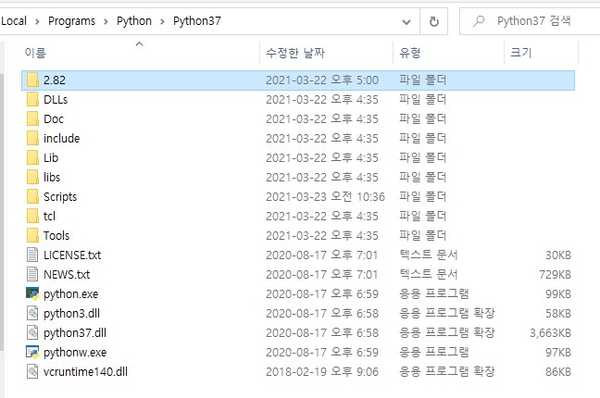 Local › Programs › Python › Python37 Python37 검색
이름 수정한 날짜 유형 크기
2.82 2021-03-22 오후 5:00 파일 폴더
DLLs 2021-03-22 오후 4:35 파일 폴더
Doc 2021-03-22 오후 4:35 파일 폴더
include 2021-03-22 오후 4:35 파일 폴더
Lib 2021-03-22 오후 4:35 파일 폴더
libs 2021-03-22 오후 4:35 파일 폴더
Scripts 2021-03-23 오전 10:36 파일 폴더
tcl 2021-03-22 오후 4:35 파일 폴더
Tools 2021-03-22 오후 4:35 파일 폴더
LICENSE.txt 2020-08-17 오후 7:01 텍스트 문서 30KB
NEWS.txt 2020-08-17 오후 7:01 텍스트 문서 729KB
python.exe 2020-08-17 오후 6:59 응용 프로그램 99KB
python3.dll 2020-08-17 오후 6:58 응용 프로그램 확장 58KB
python37.dll 2020-08-17 오후 6:58 응용 프로그램 확장 3,663KB
pythonw.exe 2020-08-17 오후 6:59 응용 프로그램 97KB
vcruntime140.dll 2018-02-19 오후 9:06 응용 프로그램 확장 86KB